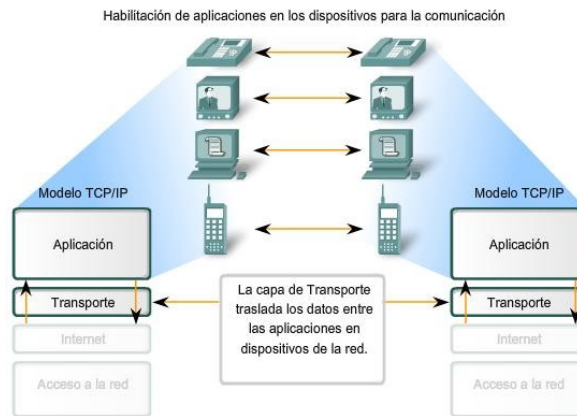 Habilitación de aplicaciones en los dispositivos para la comunicación
Modelo TCP/IP
Modelo TCP/IP
Aplicación
Aplicación
La capa de Transporte
traslada los datos entre
las aplicaciones en
dispositivos de la red.
Transporte
Transporte
Internet
Internet
Acceso a la red
Acceso a la red